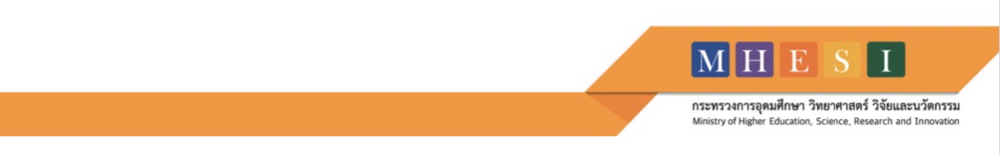 MHESI
กระทรวงการอุดมศึกษา วิทยาศาสตร์ วิจัยและนวัตกรรม
Ministry of Higher Education, Science, Research and Innovation